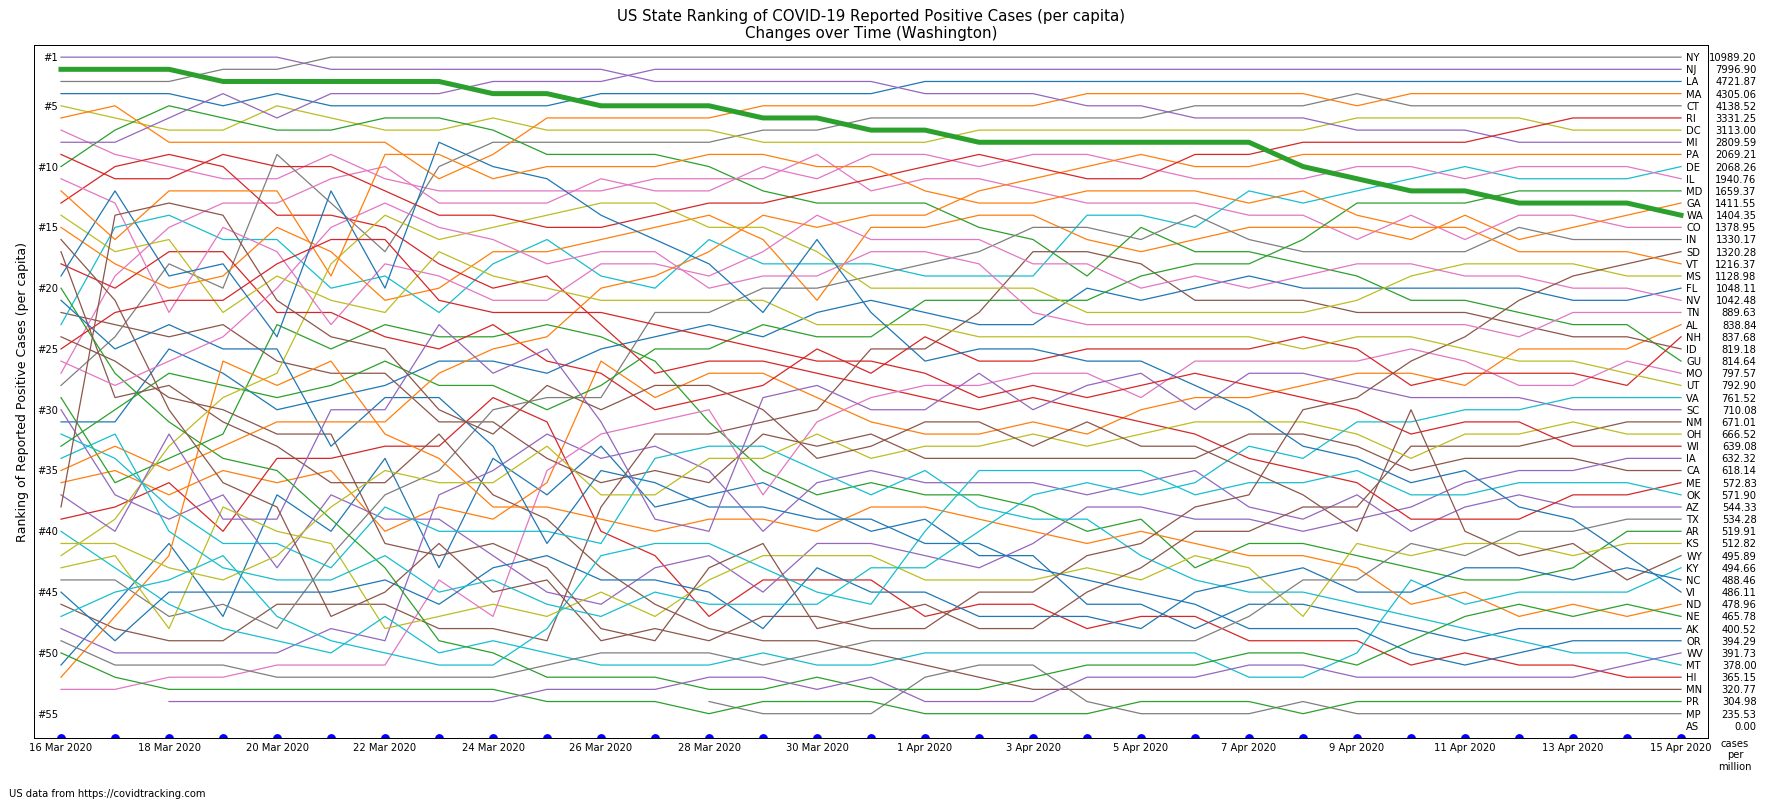 US State Ranking of COVID-19 Reported Positive Cases (per capita)
Changes over Time (Washington)
Ranking of Reported Positive Cases (per capita)
#1
#5
#10
#15
#20
#25
#30
#35
#40
#45
#50
#55
NY 10989.20
NJ 7996.90
LA 4721.87
MA 4305.06
CT 4138.52
RI 3331.25
DC 3113.00
MI 2809.59
PA 2069.21
DE 2068.26
IL 1940.76
MD 1659.37
GA 1411.55
WA 1404.35
CO 1378.95
IN 1330.17
SD 1320.28
VT 1216.37
MS 1128.98
FL 1048.11
NV 1042.48
TN 889.63
AL 838.84
NH 837.68
ID 819.18
GU 814.64
MO 797.57
UT 792.90
VA 761.52
SC 710.08
NM 671.01
OH 666.52
WI 639.08
IA 632.32
CA 618.14
ME 572.83
OK 571.90
AZ 544.33
TX 534.28
AR 519.91
KS 512.82
WY 495.89
KY 494.66
NC 488.46
VI 486.11
ND 478.96
NE 465.78
AK 400.52
OR 394.29
WV 391.73
MT 378.00
HI 365.15
MN 320.77
PR 304.98
MP 235.53
AS 0.00
16 Mar 2020 18 Mar 2020 20 Mar 2020 22 Mar 2020 24 Mar 2020 26 Mar 2020 28 Mar 2020 30 Mar 2020 1 Apr 2020 3 Apr 2020 5 Apr 2020 7 Apr 2020 9 Apr 2020 11 Apr 2020 13 Apr 2020 15 Apr 2020
cases
per
million
US data from https://covidtracking.com